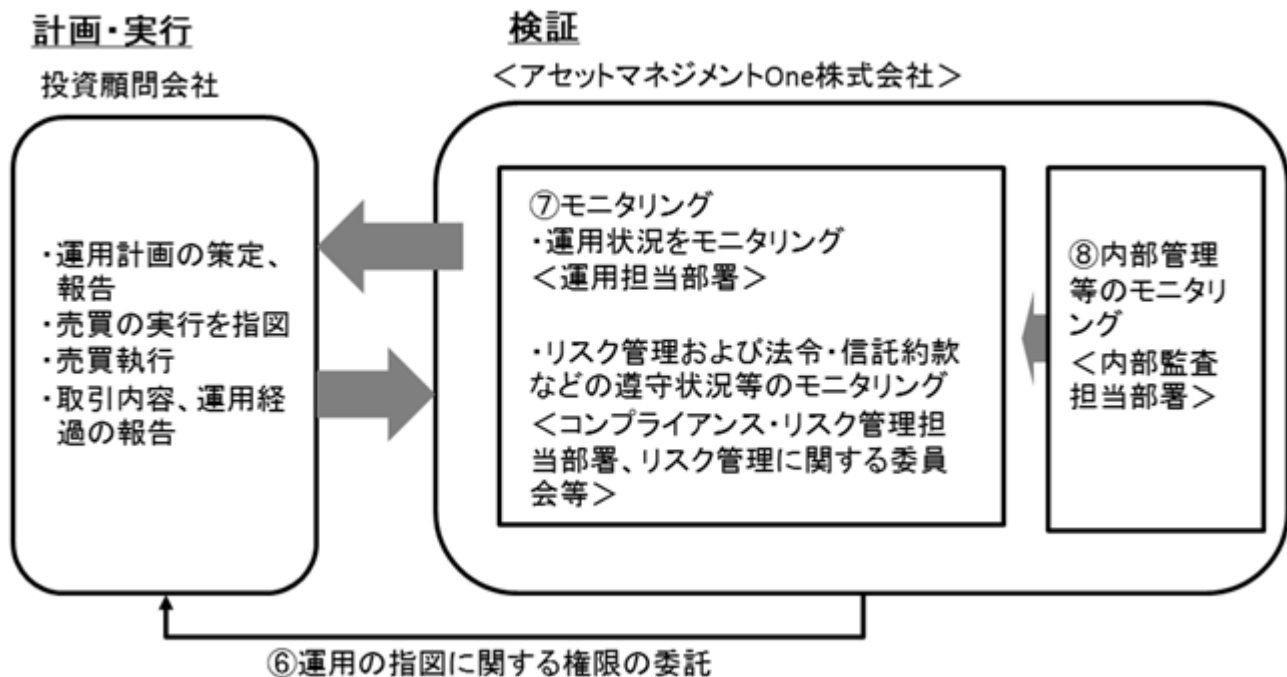 計画・実行
投資顧問会社
・運用計画の策定、
報告
・売買の実行を指図
・売買執行
・取引内容、運用経
過の報告
検証
＜アセットマネジメントOne株式会社＞
⑦モニタリング
・運用状況をモニタリング
＜運用担当部署＞
・リスク管理および法令・信託約款
などの遵守状況等のモニタリング
＜コンプライアンス・リスク管理担
当部署、リスク管理に関する委員
会等＞
⑧内部管理
等のモニタリ
ング
＜内部監査
担当部署＞
⑥運用の指図に関する権限の委託